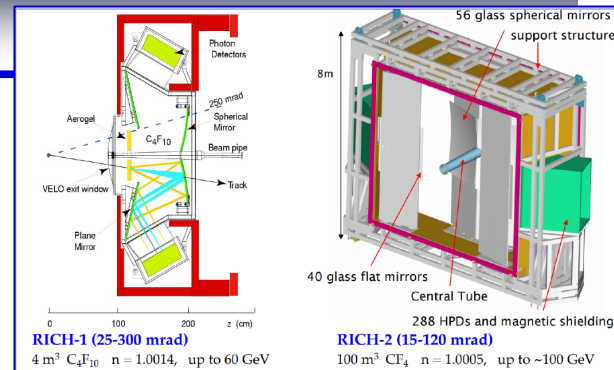 Photon
Detectors
250 mrad
Aerogel
C₄F₁₀
Spherical
Mirror
Beam pipe
VELO exit window
Track
Plane
Mirror
0 100 200 z (cm)
RICH-1 (25-300 mrad)
4 m³ C₄F₁₀ n = 1.0014, up to 60 GeV
56 glass spherical mirrors
support structure
8m
40 glass flat mirrors
Central Tube
288 HPDs and magnetic shielding
RICH-2 (15-120 mrad)
100 m³ CF₄ n = 1.0005, up to ~100 GeV